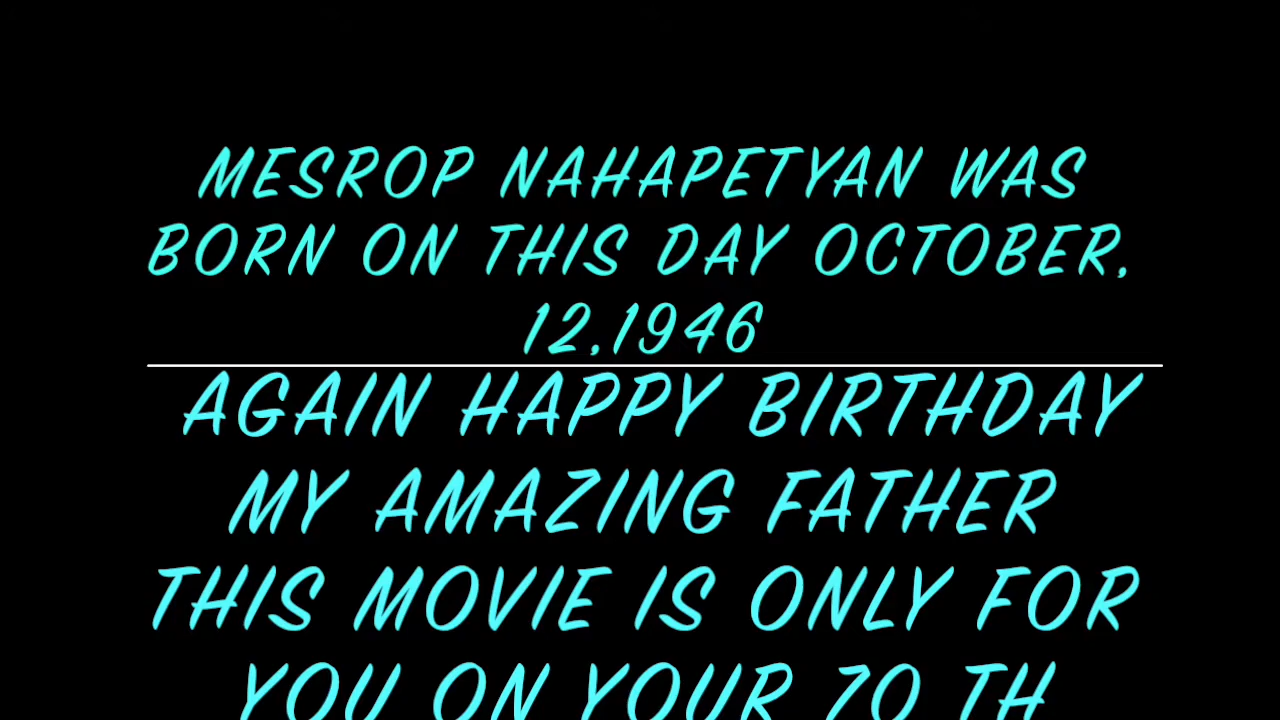 MESROP NAHAPETYAN WAS
BORN ON THIS DAY OCTOBER,
12,1946
AGAIN HAPPY BIRTHDAY
MY AMAZING FATHER
THIS MOVIE IS ONLY FOR
YOU ON YOUR 70 TH